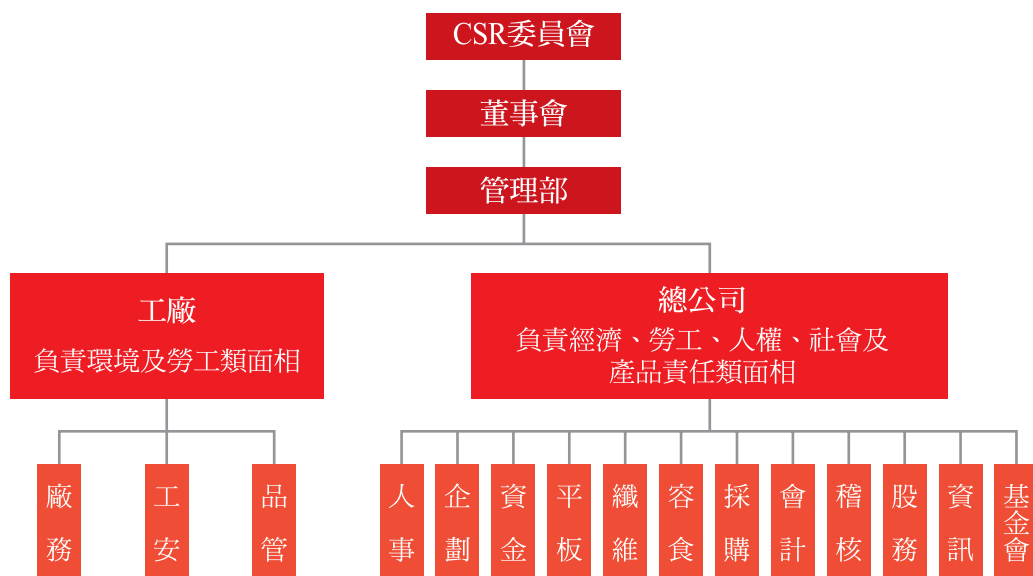 CSR委員會
董事會
管理部
工廠
負責環境及勞工類面相
總公司
負責經濟、勞工、人權、社會及
產品責任類面相
廠務
工安
品管
人事
企劃
資金
平板
纖維
容食
採購
會計
稽核
股務
資訊
基金會